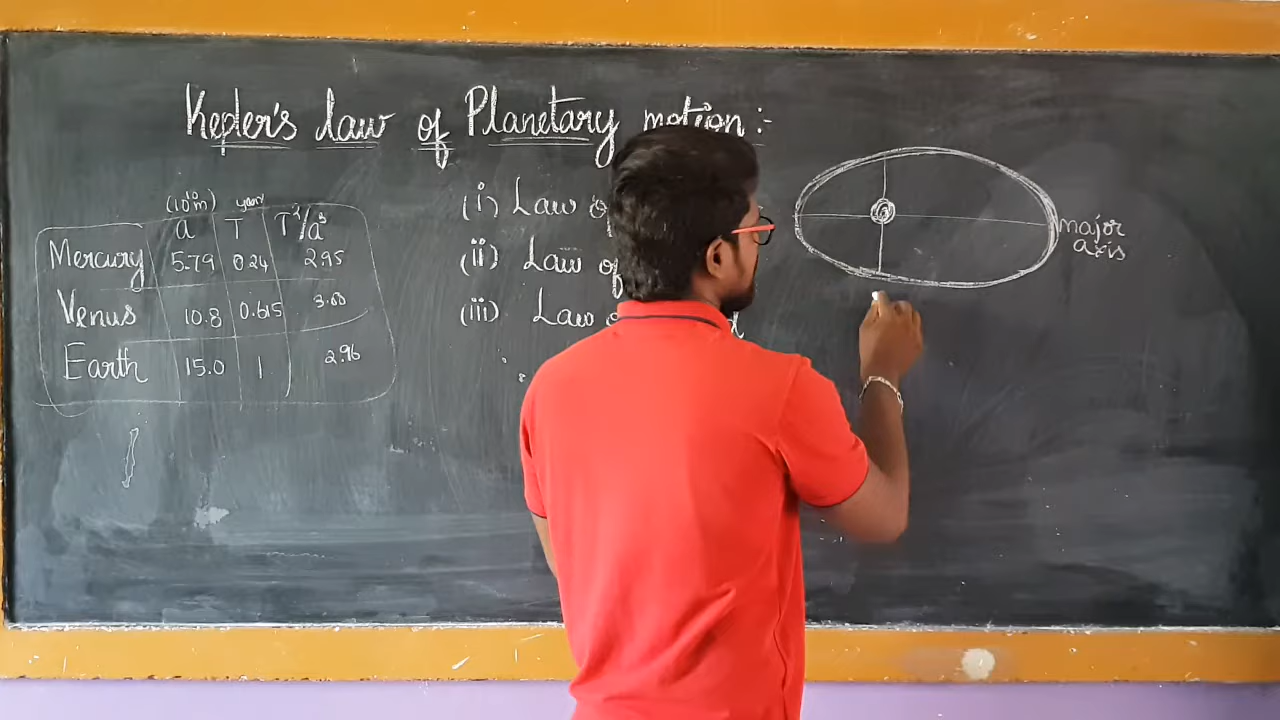 Kepler's law of Planetary motion :-
(10¹⁰m) year
a T T²/a³
Mercury 5.79 0.24 2.95
Venus 10.8 0.615 3.00
Earth 15.0 1 2.96
(i) Law
(ii) Law of
(iii) Law
major
axis